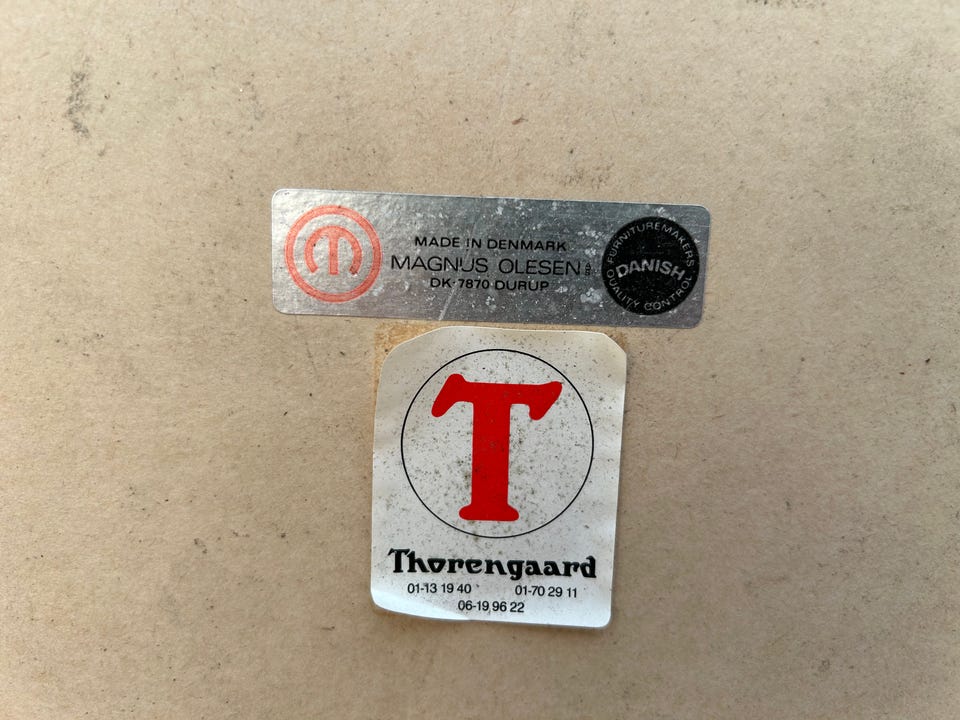 MADE IN DENMARK
MAGNUS OLESEN
DK-7870 DURUP
FURNITUREMAKERS
DANISH
QUALITY CONTROL
T
Thorengaard
01-13 19 40 01-70 29 11
06-19 96 22